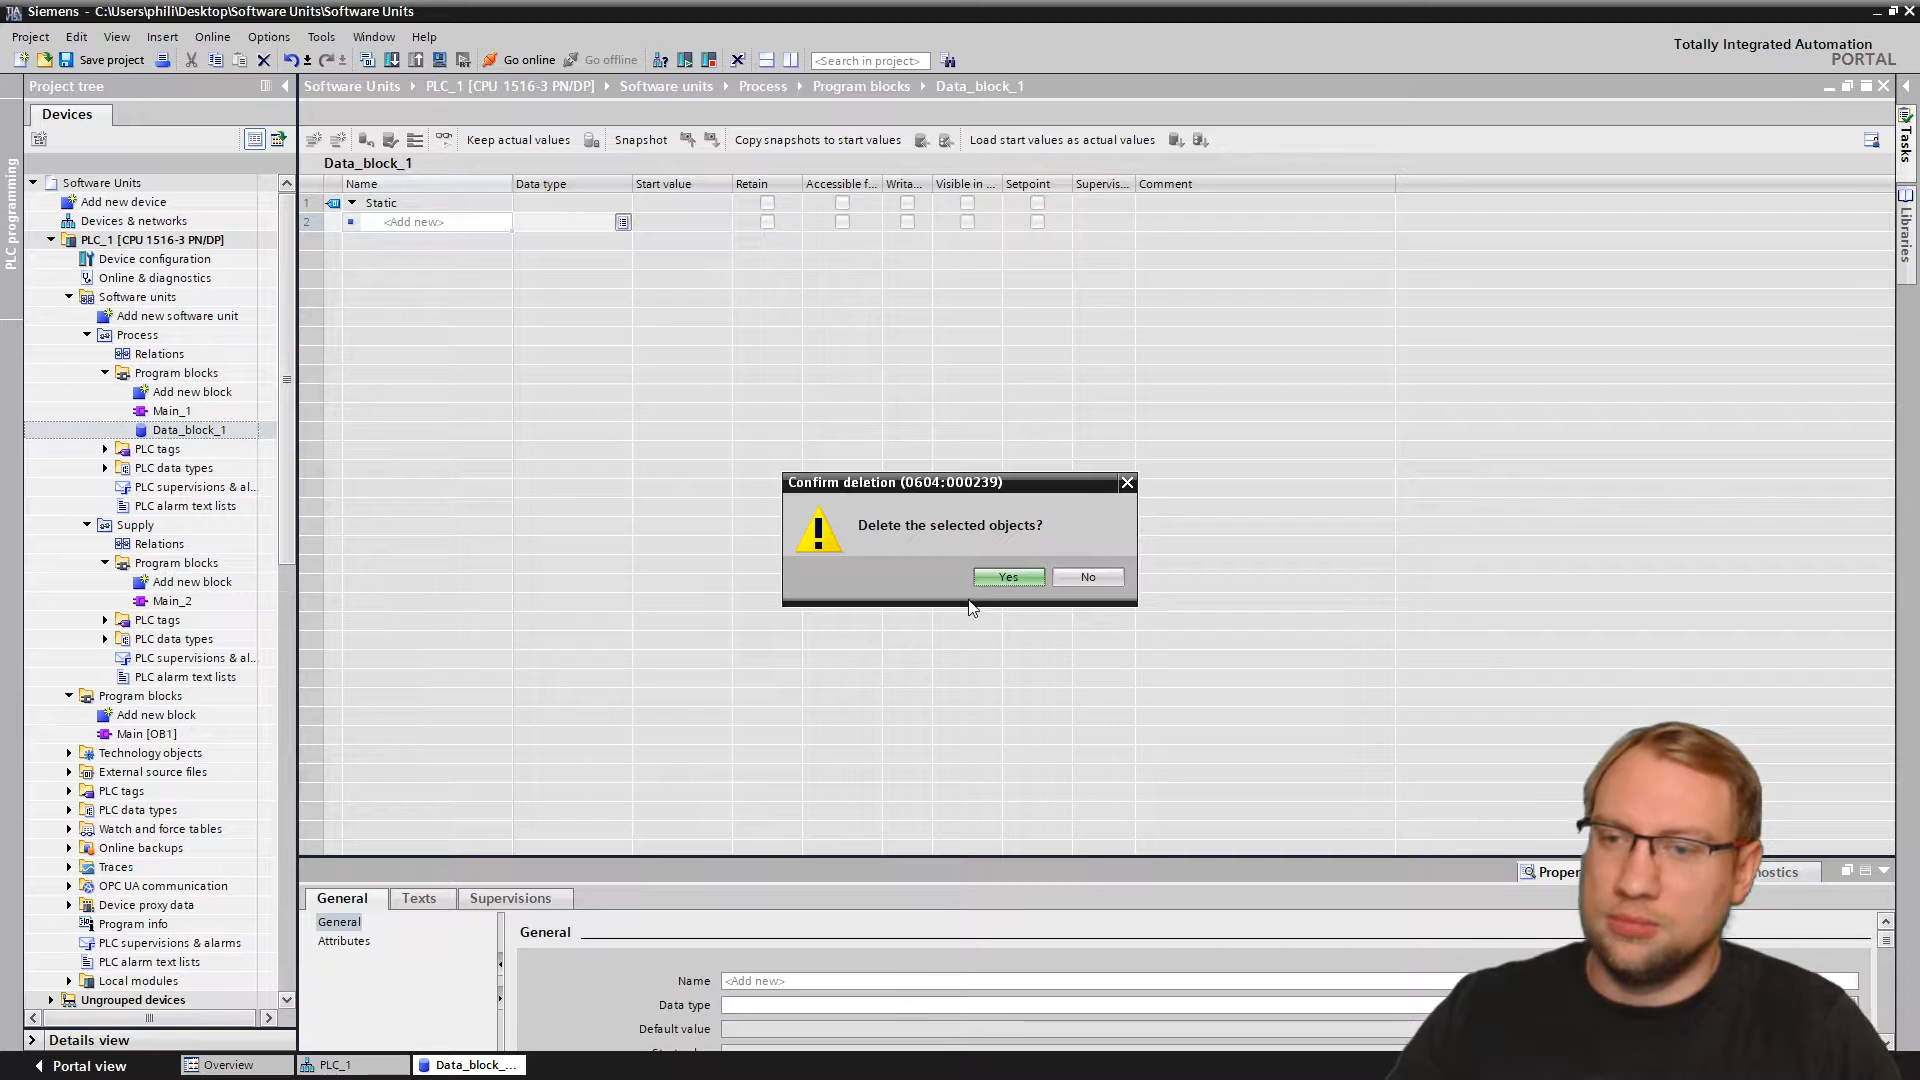 Siemens - C:\Users\phili\Desktop\Software Units\Software Units
Project Edit View Insert Online Options Tools Window Help
Totally Integrated Automation
PORTAL
Save project
Go online
Go offline
<Search in project>
Project tree
Software Units PLC_1 [CPU 1516-3 PN/DP] Software units Process Program blocks Data_block_1
Devices
Keep actual values Snapshot Copy snapshots to start values Load start values as actual values
Data_block_1
Name Data type Start value Retain Accessible f... Writa... Visible in ... Setpoint Supervis... Comment
1 Static
2 <Add new>
PLC programming
Software Units
Add new device
Devices & networks
PLC_1 [CPU 1516-3 PN/DP]
Device configuration
Online & diagnostics
Software units
Add new software unit
Process
Relations
Program blocks
Add new block
Main_1
Data_block_1
PLC tags
PLC data types
PLC supervisions & al..
PLC alarm text lists
Supply
Relations
Program blocks
Add new block
Main_2
PLC tags
PLC data types
PLC supervisions & al..
PLC alarm text lists
Program blocks
Add new block
Main [OB1]
Technology objects
External source files
PLC tags
PLC data types
Watch and force tables
Online backups
Traces
OPC UA communication
Device proxy data
Program info
PLC supervisions & alarms
PLC alarm text lists
Local modules
Ungrouped devices
Details view
Confirm deletion (0604:000239)
Delete the selected objects?
Yes No
Tasks
Libraries
General Texts Supervisions
General
Attributes
General
Name <Add new>
Data type
Default value
Portal view Overview PLC_1 Data_block_...